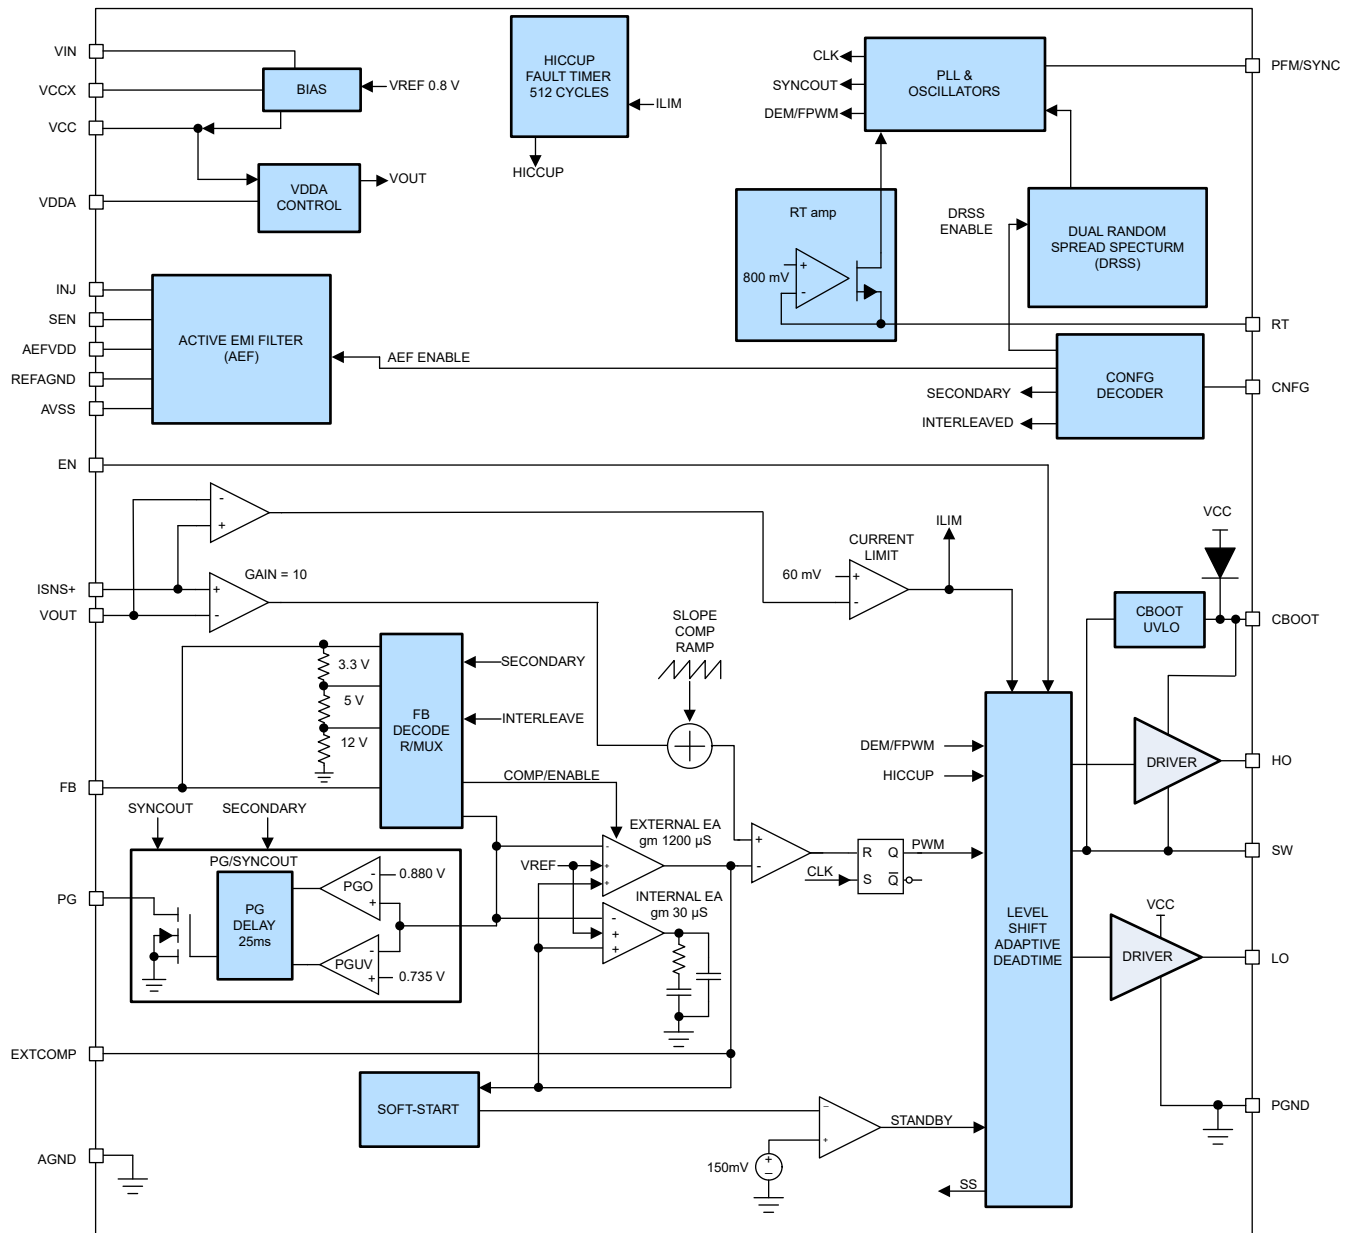 VIN
VCCX
VCC
VDDA
BIAS
VREF 0.8 V
VDDA
CONTROL
VOUT
HICCUP
FAULT TIMER
512 CYCLES
ILIM
HICCUP
CLK
SYNCOUT
DEM/FPWM
PLL &
OSCILLATORS
PFM/SYNC
RT amp
800 mV
+
-
DRSS
ENABLE
DUAL RANDOM
SPREAD SPECTURM
(DRSS)
RT
INJ
SEN
AEFVDD
REFAGND
AVSS
ACTIVE EMI FILTER
(AEF)
AEF ENABLE
SECONDARY
INTERLEAVED
CONFG
DECODER
CNFG
EN
-
+
ISNS+
VOUT
+
-
GAIN = 10
CURRENT
LIMIT
ILIM
60 mV
+
-
VCC
CBOOT
UVLO
CBOOT
SLOPE
COMP
RAMP
3.3 V
5 V
12 V
FB
DECODE
R/MUX
SECONDARY
INTERLEAVE
COMP/ENABLE
FB
DEM/FPWM
HICCUP
DRIVER
HO
SW
SYNCOUT
SECONDARY
PG/SYNCOUT
PG
PG
DELAY
25ms
PGO
-
+
0.880 V
PGUV
-
+
0.735 V
EXTERNAL EA
gm 1200 µS
VREF
-
+
+
INTERNAL EA
gm 30 µS
-
+
+
+
-
CLK
R
Q
S
Q
PWM
LEVEL
SHIFT
ADAPTIVE
DEADTIME
VCC
DRIVER
LO
PGND
EXTCOMP
SOFT-START
−
+
STANDBY
150mV
+
−
SS
AGND